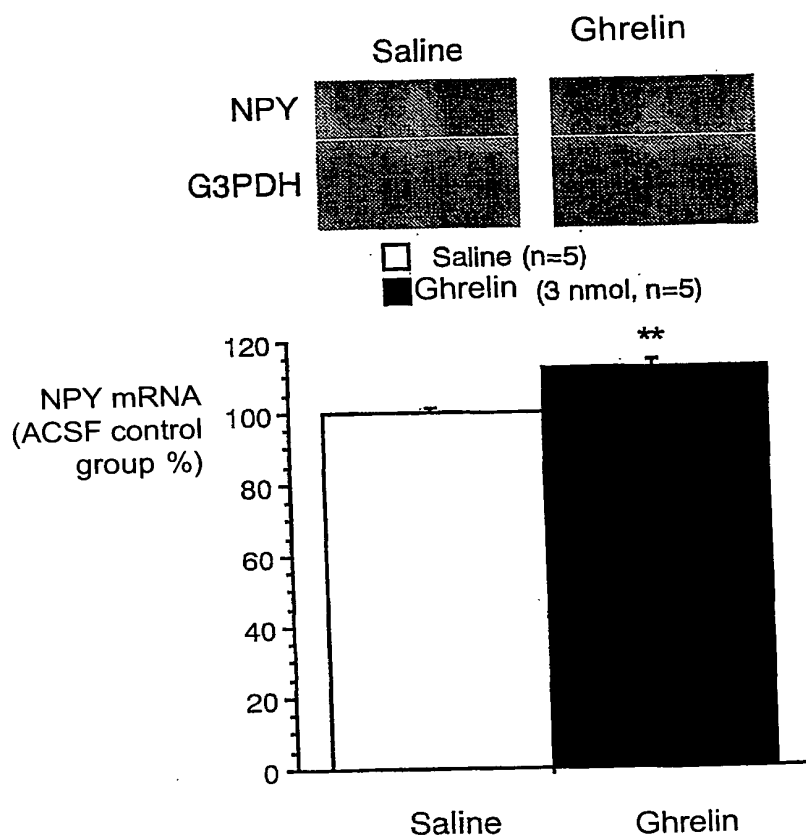 Saline Ghrelin
NPY
G3PDH
Saline (n=5)
Ghrelin (3 nmol, n=5)
**
NPY mRNA
(ACSF control
group %)
120
100
80
60
40
20
0
Saline Ghrelin